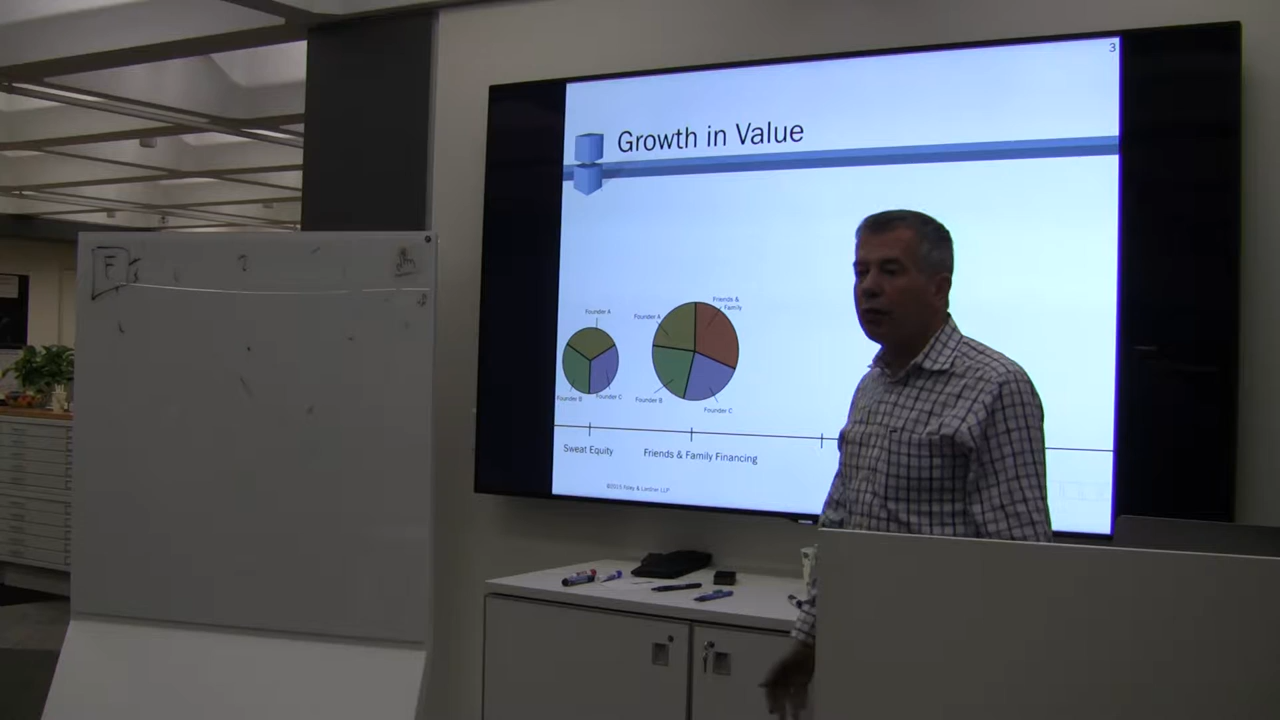 3
Growth in Value
Founder A
Founder B
Founder C
Founder A
Friends &
Family
Founder B
Founder C
Sweat Equity
Friends & Family Financing
©2015 Foley & Lardner LLP
F
?
SAMSUNG